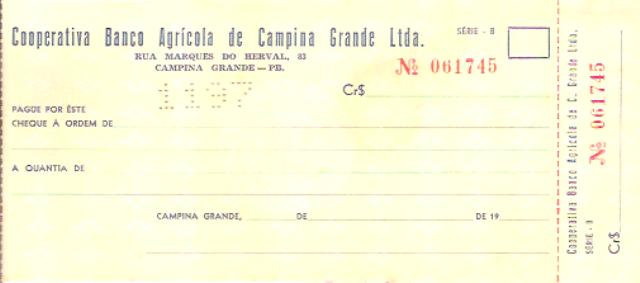 Cooperativa Banco Agrícola de Campina Grande Ltda.
SÉRIE - B
RUA MARQUES DO HERVAL, 83
CAMPINA GRANDE — PB.
Nº 061745
1197
Cr$
PAGUE POR ÊSTE
CHEQUE À ORDEM DE
A QUANTIA DE
CAMPINA GRANDE, DE DE 19
Cooperativa Banco Agrícola de C. Grande Ltda.
SÉRIE - B
Nº 061745
Cr$